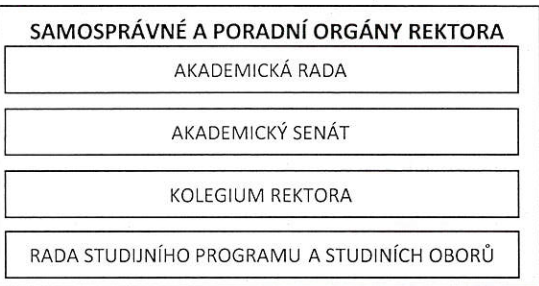 SAMOSPRÁVNÉ A PORADNÍ ORGÁNY REKTORA
AKADEMICKÁ RADA
AKADEMICKÝ SENÁT
KOLEGIUM REKTORA
RADA STUDIJNÍHO PROGRAMU A STUDINÍCH OBORŮ